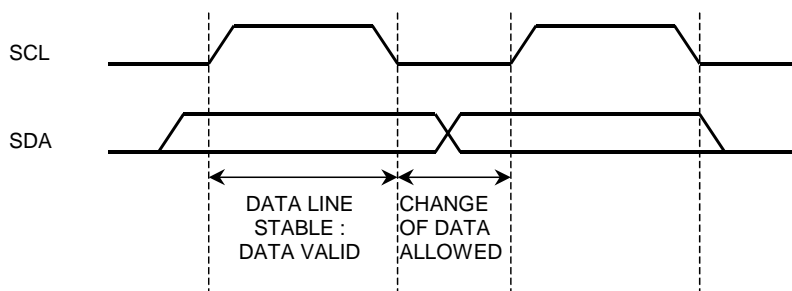 SCL
SDA
DATA LINE
STABLE :
DATA VALID
CHANGE
OF DATA
ALLOWED